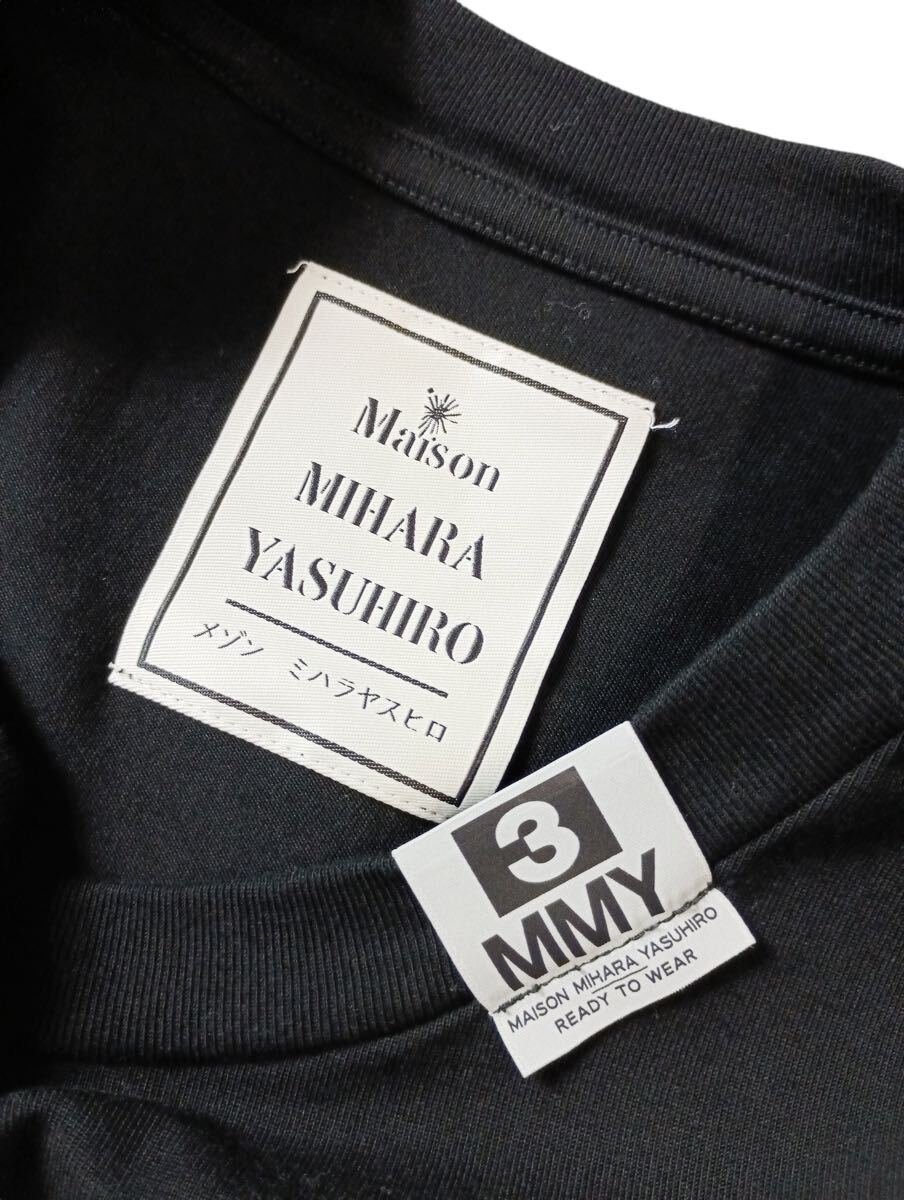 Maison
MIHARA
YASUHIRO
メゾン ミハラヤスヒロ
3
MMY
MAISON MIHARA YASUHIRO
READY TO WEAR